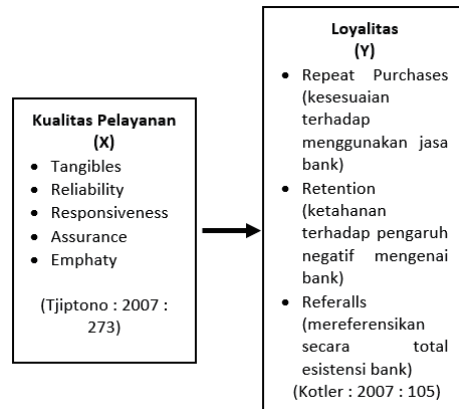 Kualitas Pelayanan
(X)
• Tangibles
• Reliability
• Responsiveness
• Assurance
• Emphaty
(Tjiptono : 2007 :
273)
Loyalitas
(Y)
• Repeat Purchases
(kesesuaian
terhadap
menggunakan jasa
bank)
• Retention
(ketahanan
terhadap pengaruh
negatif mengenai
bank)
• Referalls
(mereferensikan
secara total
esistensi bank)
(Kotler : 2007 : 105)